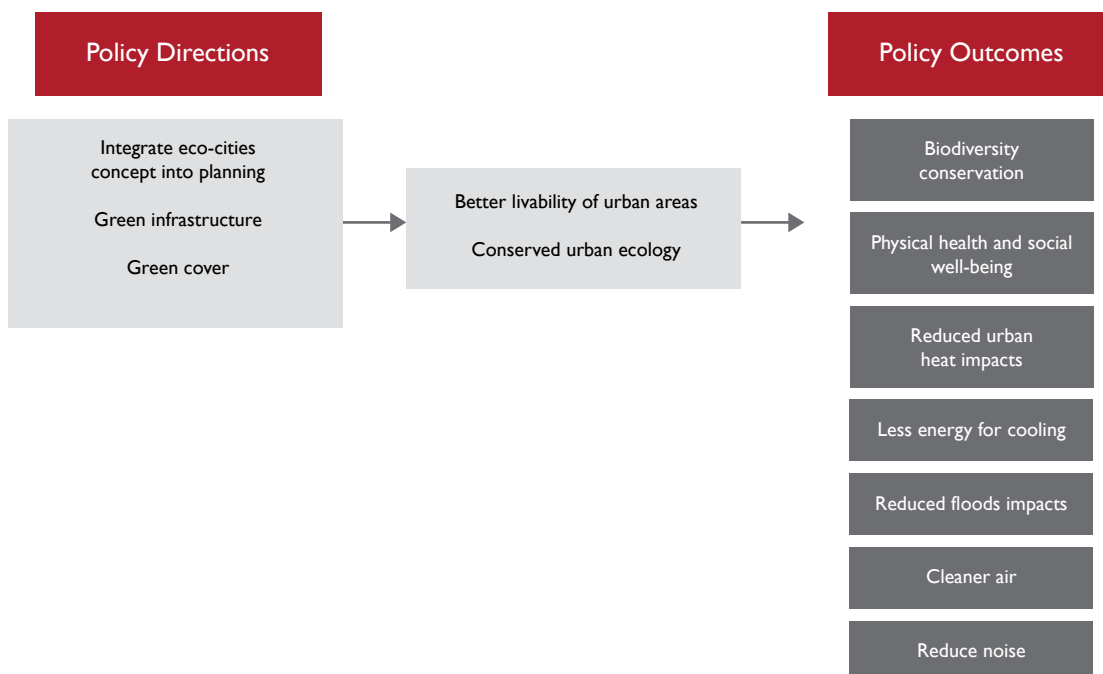 Policy Directions
Integrate eco-cities
concept into planning
Green infrastructure
Green cover
Better livability of urban areas
Conserved urban ecology
Policy Outcomes
Biodiversity
conservation
Physical health and social
well-being
Reduced urban
heat impacts
Less energy for cooling
Reduced floods impacts
Cleaner air
Reduce noise